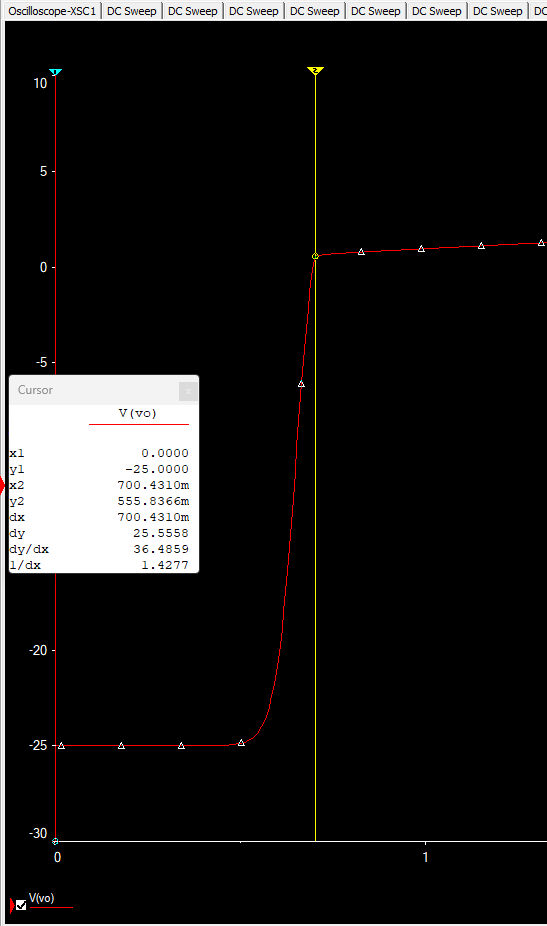 Oscilloscope-XSC1 DC Sweep DC Sweep DC Sweep DC Sweep DC Sweep DC Sweep DC Sweep DC
10
5
0
-5
Cursor
V(vo)
x1 0.0000
y1 -25.0000
x2 700.4310m
y2 555.8366m
dx 700.4310m
dy 25.5558
dy/dx 36.4859
1/dx 1.4277
-20
-25
-30
0 1
V(vo)